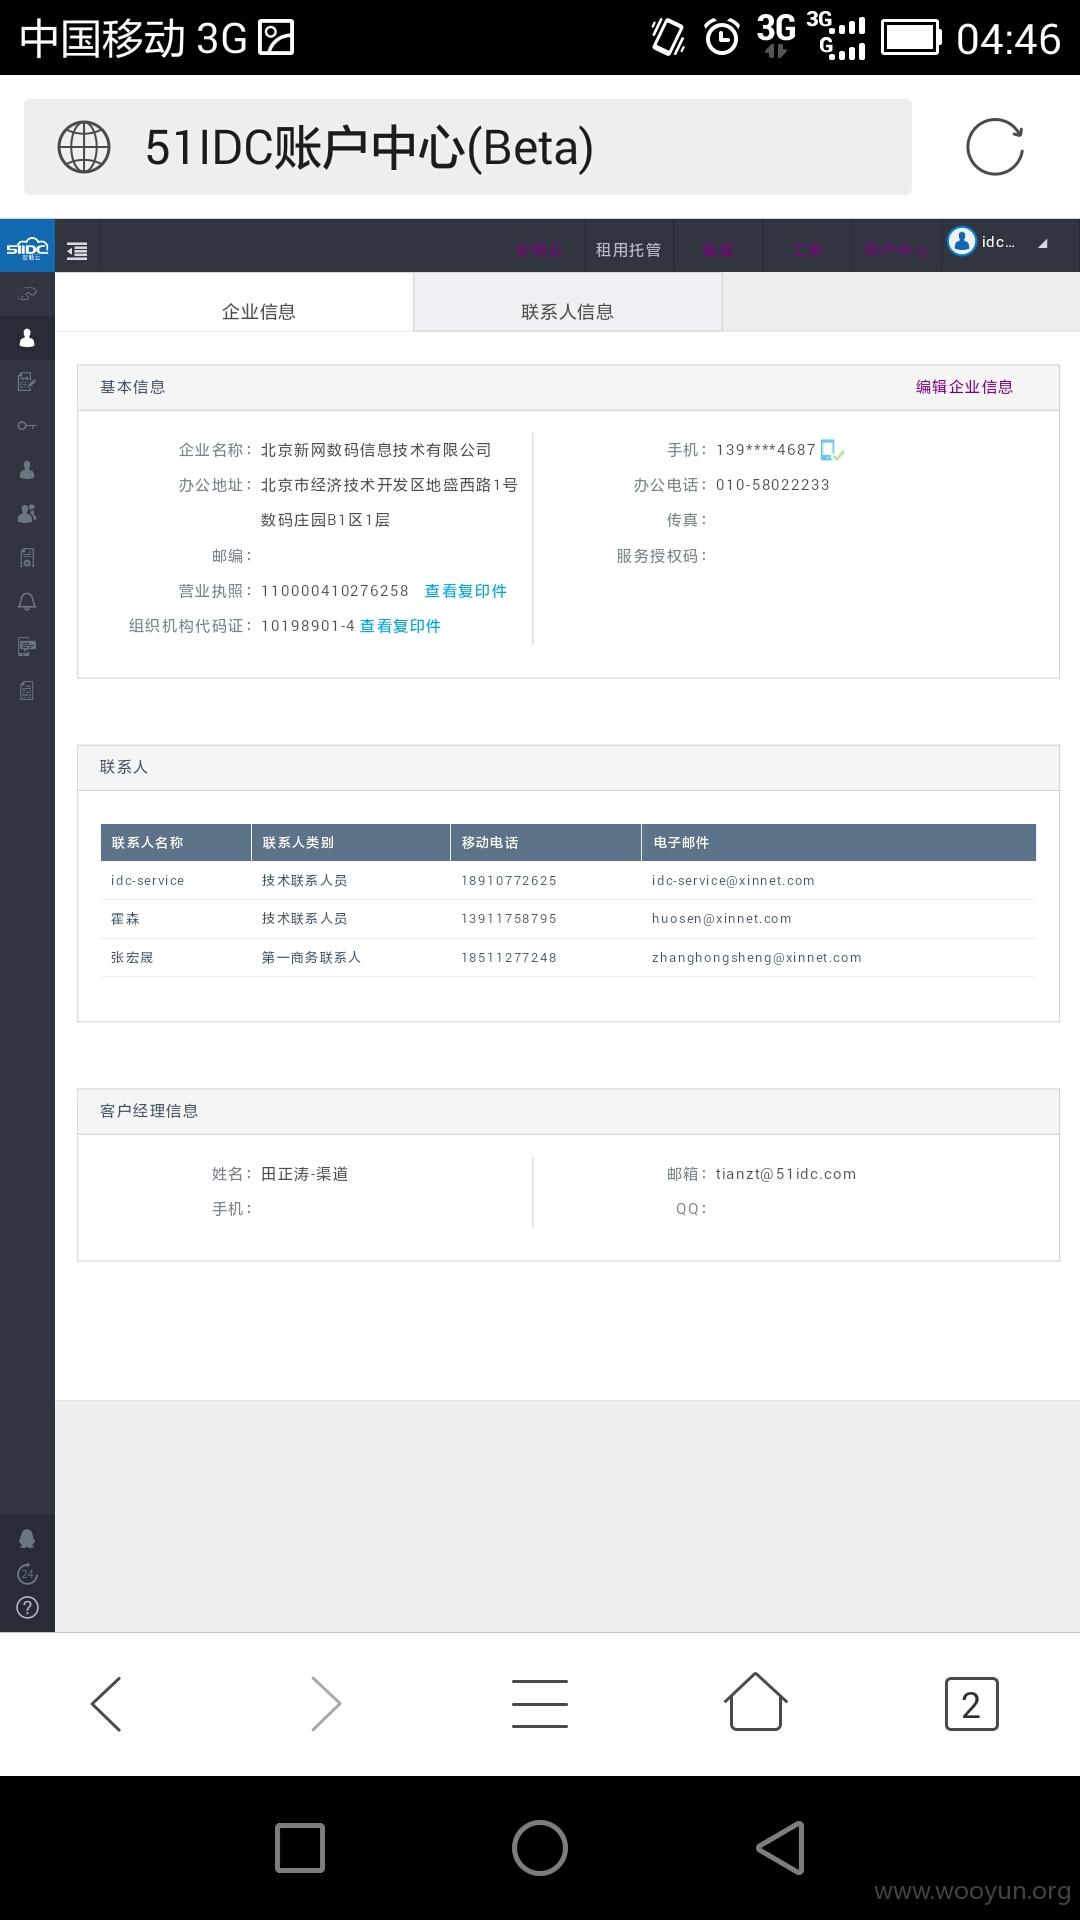 中国移动 3G
3G 3G G 04:46
51IDC账户中心(Beta)
51IDC
安畅云 租用托管 工单 idc...
企业信息 联系人信息
基本信息 编辑企业信息
企业名称: 北京新网数码信息技术有限公司
办公地址: 北京市经济技术开发区地盛西路1号
数码庄园B1区1层
邮编:
营业执照: 110000410276258 查看复印件
组织机构代码证: 10198901-4 查看复印件
手机: 139****4687
办公电话: 010-58022233
传真:
服务授权码:
联系人
联系人名称 联系人类别 移动电话 电子邮件
idc-service 技术联系人员 18910772625 idc-service@xinnet.com
霍森 技术联系人员 13911758795 huosen@xinnet.com
张宏晟 第一商务联系人 18511277248 zhanghongsheng@xinnet.com
客户经理信息
姓名: 田正涛-渠道
手机:
邮箱: tianzt@51idc.com
QQ:
24
?
2
www.wooyun.org